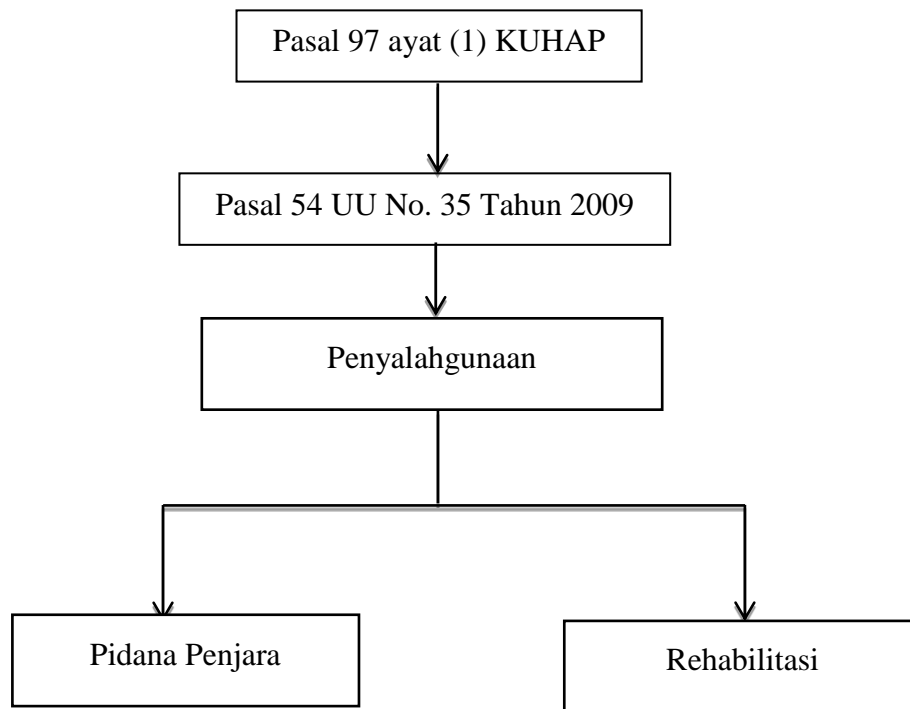 Pasal 97 ayat (1) KUHAP
Pasal 54 UU No. 35 Tahun 2009
Penyalahgunaan
Pidana Penjara
Rehabilitasi